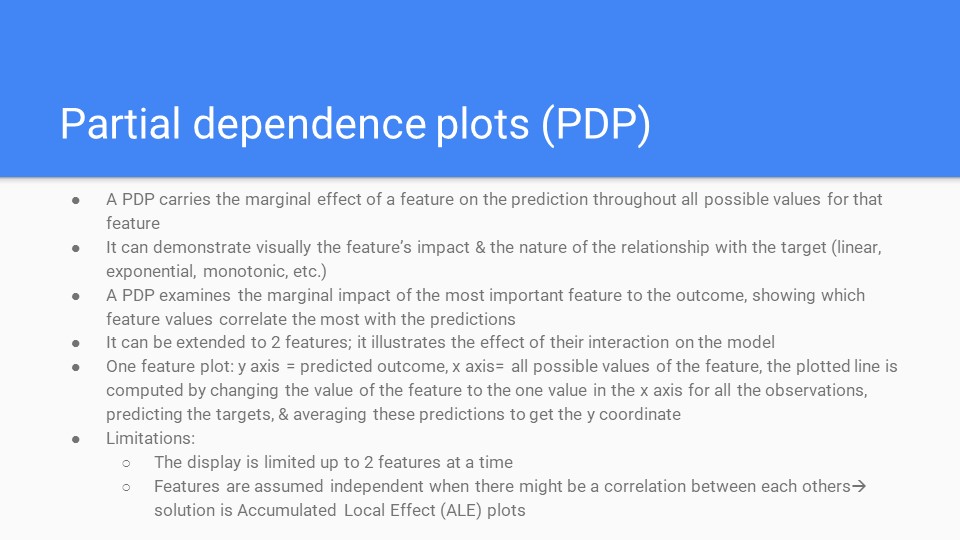 Partial dependence plots (PDP)
● A PDP carries the marginal effect of a feature on the prediction throughout all possible values for that
feature
● It can demonstrate visually the feature’s impact & the nature of the relationship with the target (linear,
exponential, monotonic, etc.)
● A PDP examines the marginal impact of the most important feature to the outcome, showing which
feature values correlate the most with the predictions
● It can be extended to 2 features; it illustrates the effect of their interaction on the model
● One feature plot: y axis = predicted outcome, x axis= all possible values of the feature, the plotted line is
computed by changing the value of the feature to the one value in the x axis for all the observations,
predicting the targets, & averaging these predictions to get the y coordinate
● Limitations:
○ The display is limited up to 2 features at a time
○ Features are assumed independent when there might be a correlation between each others→
solution is Accumulated Local Effect (ALE) plots